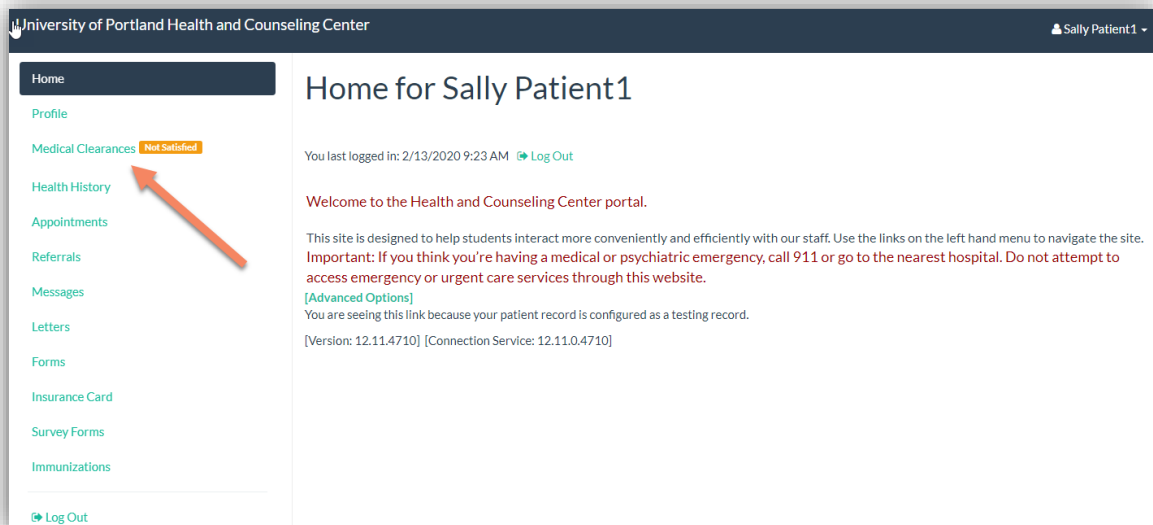 University of Portland Health and Counseling Center
Sally Patient1
Home
Profile
Medical Clearances Not Satisfied
Health History
Appointments
Referrals
Messages
Letters
Forms
Insurance Card
Survey Forms
Immunizations
Log Out
Home for Sally Patient1
You last logged in: 2/13/2020 9:23 AM Log Out
Welcome to the Health and Counseling Center portal.
This site is designed to help students interact more conveniently and efficiently with our staff. Use the links on the left hand menu to navigate the site.
Important: If you think you're having a medical or psychiatric emergency, call 911 or go to the nearest hospital. Do not attempt to
access emergency or urgent care services through this website.
[Advanced Options]
You are seeing this link because your patient record is configured as a testing record.
[Version: 12.11.4710] [Connection Service: 12.11.0.4710]